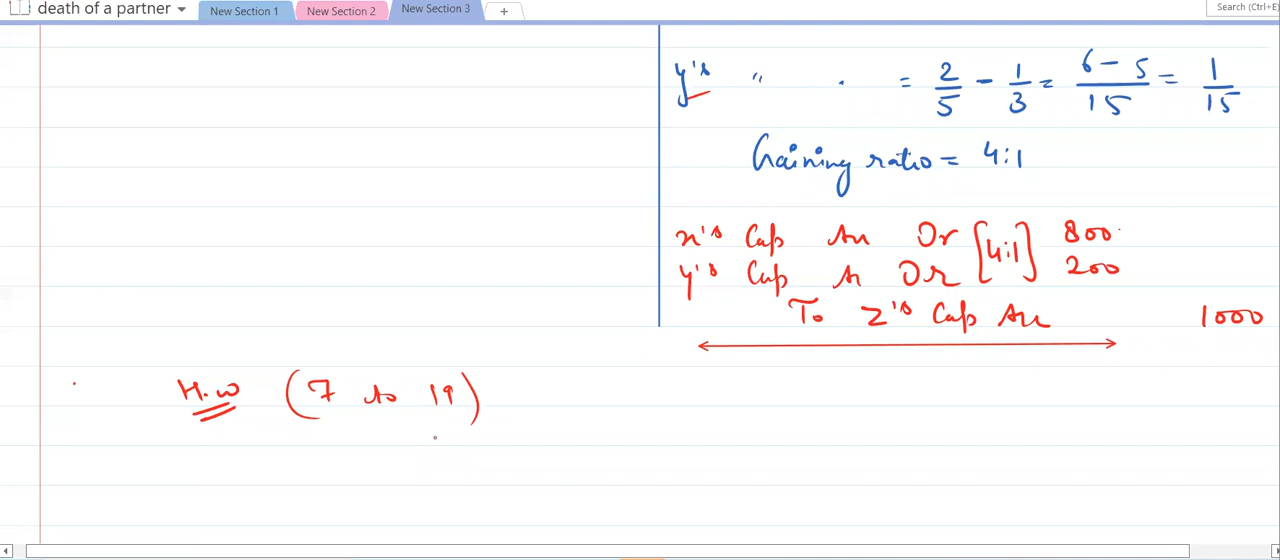 death of a partner
New Section 1
New Section 2
New Section 3
+
Search (Ctrl+E)
y's " . = 2/5 - 1/3 = 6-5/15 = 1/15
Gaining ratio = 4:1
x's Cap A/c Dr [4:1] 800
y's Cap A/c Dr 200
To Z's Cap A/c 1000
H.W (7 to 19)